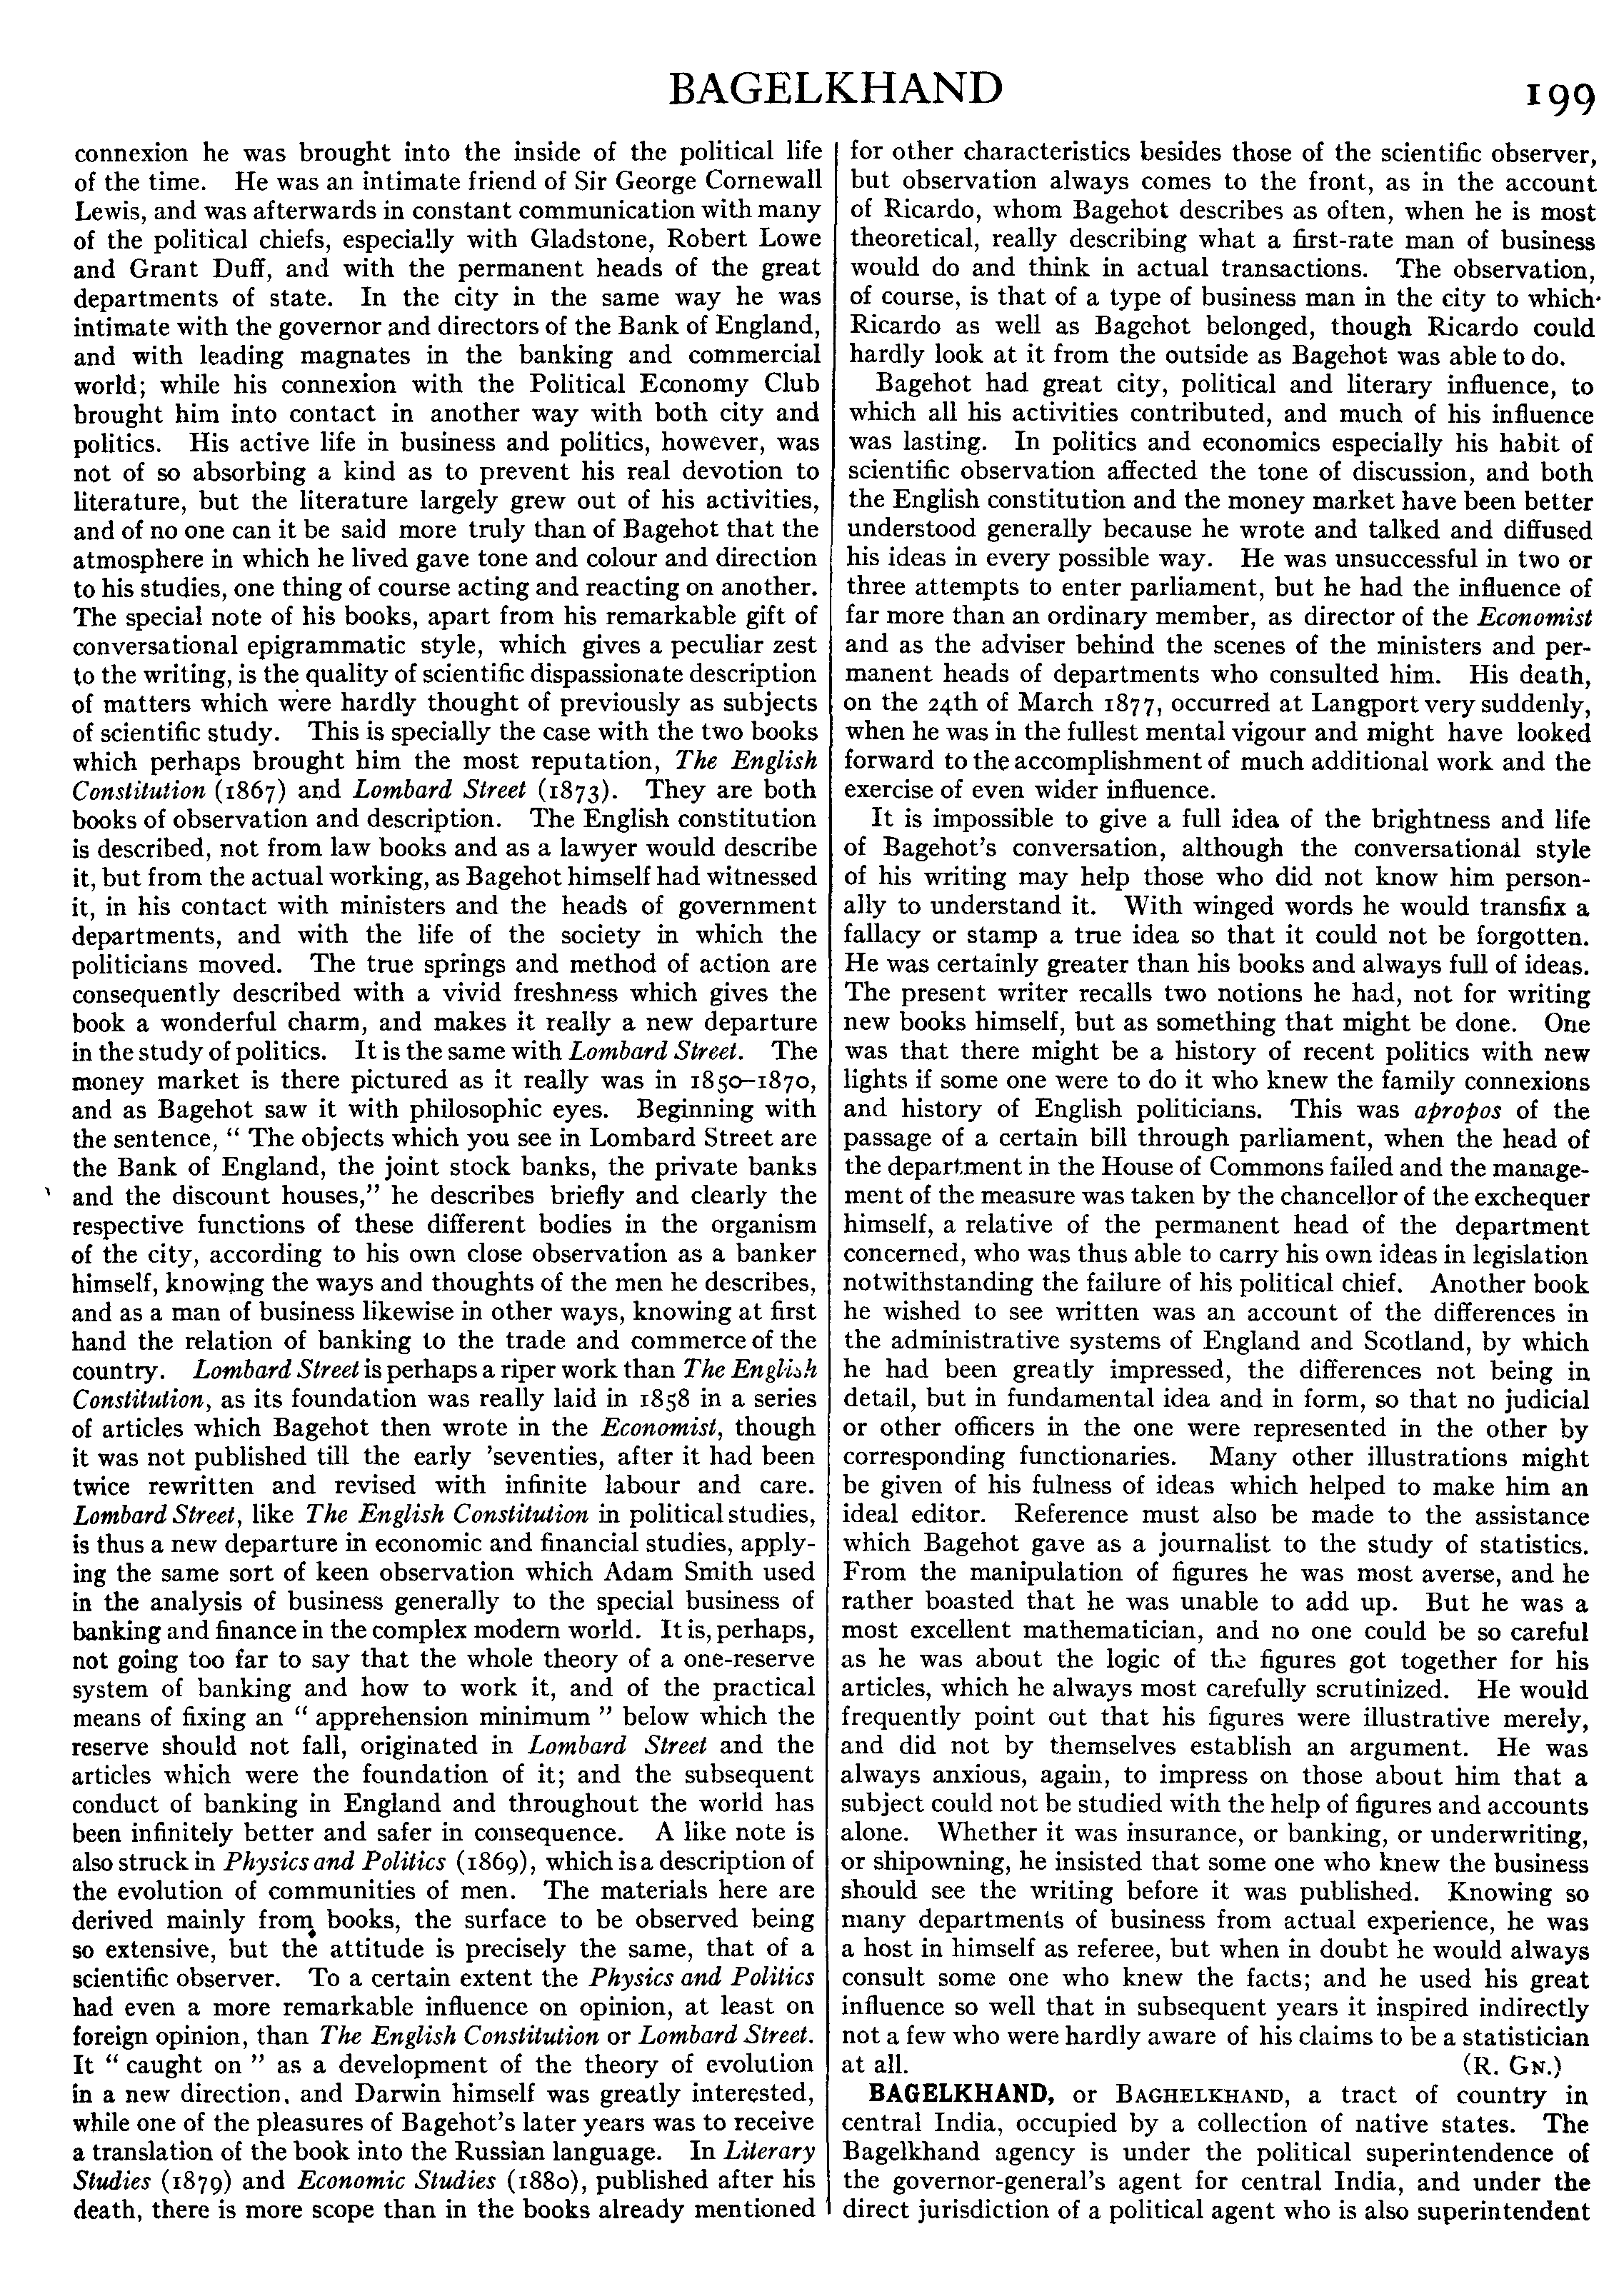 BAGELKHAND
199
connexion he was brought into the inside of the political life
of the time. He was an intimate friend of Sir George Cornewall
Lewis, and was afterwards in constant communication with many
of the political chiefs, especially with Gladstone, Robert Lowe
and Grant Duff, and with the permanent heads of the great
departments of state. In the city in the same way he was
intimate with the governor and directors of the Bank of England,
and with leading magnates in the banking and commercial
world; while his connexion with the Political Economy Club
brought him into contact in another way with both city and
politics. His active life in business and politics, however, was
not of so absorbing a kind as to prevent his real devotion to
literature, but the literature largely grew out of his activities,
and of no one can it be said more truly than of Bagehot that the
atmosphere in which he lived gave tone and colour and direction
to his studies, one thing of course acting and reacting on another.
The special note of his books, apart from his remarkable gift of
conversational epigrammatic style, which gives a peculiar zest
to the writing, is the quality of scientific dispassionate description
of matters which were hardly thought of previously as subjects
of scientific study. This is specially the case with the two books
which perhaps brought him the most reputation, The English
Constitution (1867) and Lombard Street (1873). They are both
books of observation and description. The English constitution
is described, not from law books and as a lawyer would describe
it, but from the actual working, as Bagehot himself had witnessed
it, in his contact with ministers and the heads of government
departments, and with the life of the society in which the
politicians moved. The true springs and method of action are
consequently described with a vivid freshness which gives the
book a wonderful charm, and makes it really a new departure
in the study of politics. It is the same with Lombard Street. The
money market is there pictured as it really was in 1850–1870,
and as Bagehot saw it with philosophic eyes. Beginning with
the sentence, “ The objects which you see in Lombard Street are
the Bank of England, the joint stock banks, the private banks
and the discount houses,” he describes briefly and clearly the
respective functions of these different bodies in the organism
of the city, according to his own close observation as a banker
himself, knowing the ways and thoughts of the men he describes,
and as a man of business likewise in other ways, knowing at first
hand the relation of banking to the trade and commerce of the
country. Lombard Street is perhaps a riper work than The English
Constitution, as its foundation was really laid in 1858 in a series
of articles which Bagehot then wrote in the Economist, though
it was not published till the early ’seventies, after it had been
twice rewritten and revised with infinite labour and care.
Lombard Street, like The English Constitution in political studies,
is thus a new departure in economic and financial studies, apply-
ing the same sort of keen observation which Adam Smith used
in the analysis of business generally to the special business of
banking and finance in the complex modern world. It is, perhaps,
not going too far to say that the whole theory of a one-reserve
system of banking and how to work it, and of the practical
means of fixing an “ apprehension minimum ” below which the
reserve should not fall, originated in Lombard Street and the
articles which were the foundation of it; and the subsequent
conduct of banking in England and throughout the world has
been infinitely better and safer in consequence. A like note is
also struck in Physics and Politics (1869), which is a description of
the evolution of communities of men. The materials here are
derived mainly from books, the surface to be observed being
so extensive, but the attitude is precisely the same, that of a
scientific observer. To a certain extent the Physics and Politics
had even a more remarkable influence on opinion, at least on
foreign opinion, than The English Constitution or Lombard Street.
It “ caught on ” as a development of the theory of evolution
in a new direction, and Darwin himself was greatly interested,
while one of the pleasures of Bagehot's later years was to receive
a translation of the book into the Russian language. In Literary
Studies (1879) and Economic Studies (1880), published after his
death, there is more scope than in the books already mentioned
for other characteristics besides those of the scientific observer,
but observation always comes to the front, as in the account
of Ricardo, whom Bagehot describes as often, when he is most
theoretical, really describing what a first-rate man of business
would do and think in actual transactions. The observation,
of course, is that of a type of business man in the city to which
Ricardo as well as Bagehot belonged, though Ricardo could
hardly look at it from the outside as Bagehot was able to do.
Bagehot had great city, political and literary influence, to
which all his activities contributed, and much of his influence
was lasting. In politics and economics especially his habit of
scientific observation affected the tone of discussion, and both
the English constitution and the money market have been better
understood generally because he wrote and talked and diffused
his ideas in every possible way. He was unsuccessful in two or
three attempts to enter parliament, but he had the influence of
far more than an ordinary member, as director of the Economist
and as the adviser behind the scenes of the ministers and per-
manent heads of departments who consulted him. His death,
on the 24th of March 1877, occurred at Langport very suddenly,
when he was in the fullest mental vigour and might have looked
forward to the accomplishment of much additional work and the
exercise of even wider influence.
It is impossible to give a full idea of the brightness and life
of Bagehot's conversation, although the conversational style
of his writing may help those who did not know him person-
ally to understand it. With winged words he would transfix a
fallacy or stamp a true idea so that it could not be forgotten.
He was certainly greater than his books and always full of ideas.
The present writer recalls two notions he had, not for writing
new books himself, but as something that might be done. One
was that there might be a history of recent politics with new
lights if some one were to do it who knew the family connexions
and history of English politicians. This was apropos of the
passage of a certain bill through parliament, when the head of
the department in the House of Commons failed and the manage-
ment of the measure was taken by the chancellor of the exchequer
himself, a relative of the permanent head of the department
concerned, who was thus able to carry his own ideas in legislation
notwithstanding the failure of his political chief. Another book
he wished to see written was an account of the differences in
the administrative systems of England and Scotland, by which
he had been greatly impressed, the differences not being in
detail, but in fundamental idea and in form, so that no judicial
or other officers in the one were represented in the other by
corresponding functionaries. Many other illustrations might
be given of his fulness of ideas which helped to make him an
ideal editor. Reference must also be made to the assistance
which Bagehot gave as a journalist to the study of statistics.
From the manipulation of figures he was most averse, and he
rather boasted that he was unable to add up. But he was a
most excellent mathematician, and no one could be so careful
as he was about the logic of the figures got together for his
articles, which he always most carefully scrutinized. He would
frequently point out that his figures were illustrative merely,
and did not by themselves establish an argument. He was
always anxious, again, to impress on those about him that a
subject could not be studied with the help of figures and accounts
alone. Whether it was insurance, or banking, or underwriting,
or shipowning, he insisted that some one who knew the business
should see the writing before it was published. Knowing so
many departments of business from actual experience, he was
a host in himself as referee, but when in doubt he would always
consult some one who knew the facts; and he used his great
influence so well that in subsequent years it inspired indirectly
not a few who were hardly aware of his claims to be a statistician
at all. (R. GN.)
BAGELKHAND, or BAGHELKHAND, a tract of country in
central India, occupied by a collection of native states. The
Bagelkhand agency is under the political superintendence of
the governor-general's agent for central India, and under the
direct jurisdiction of a political agent who is also superintendent